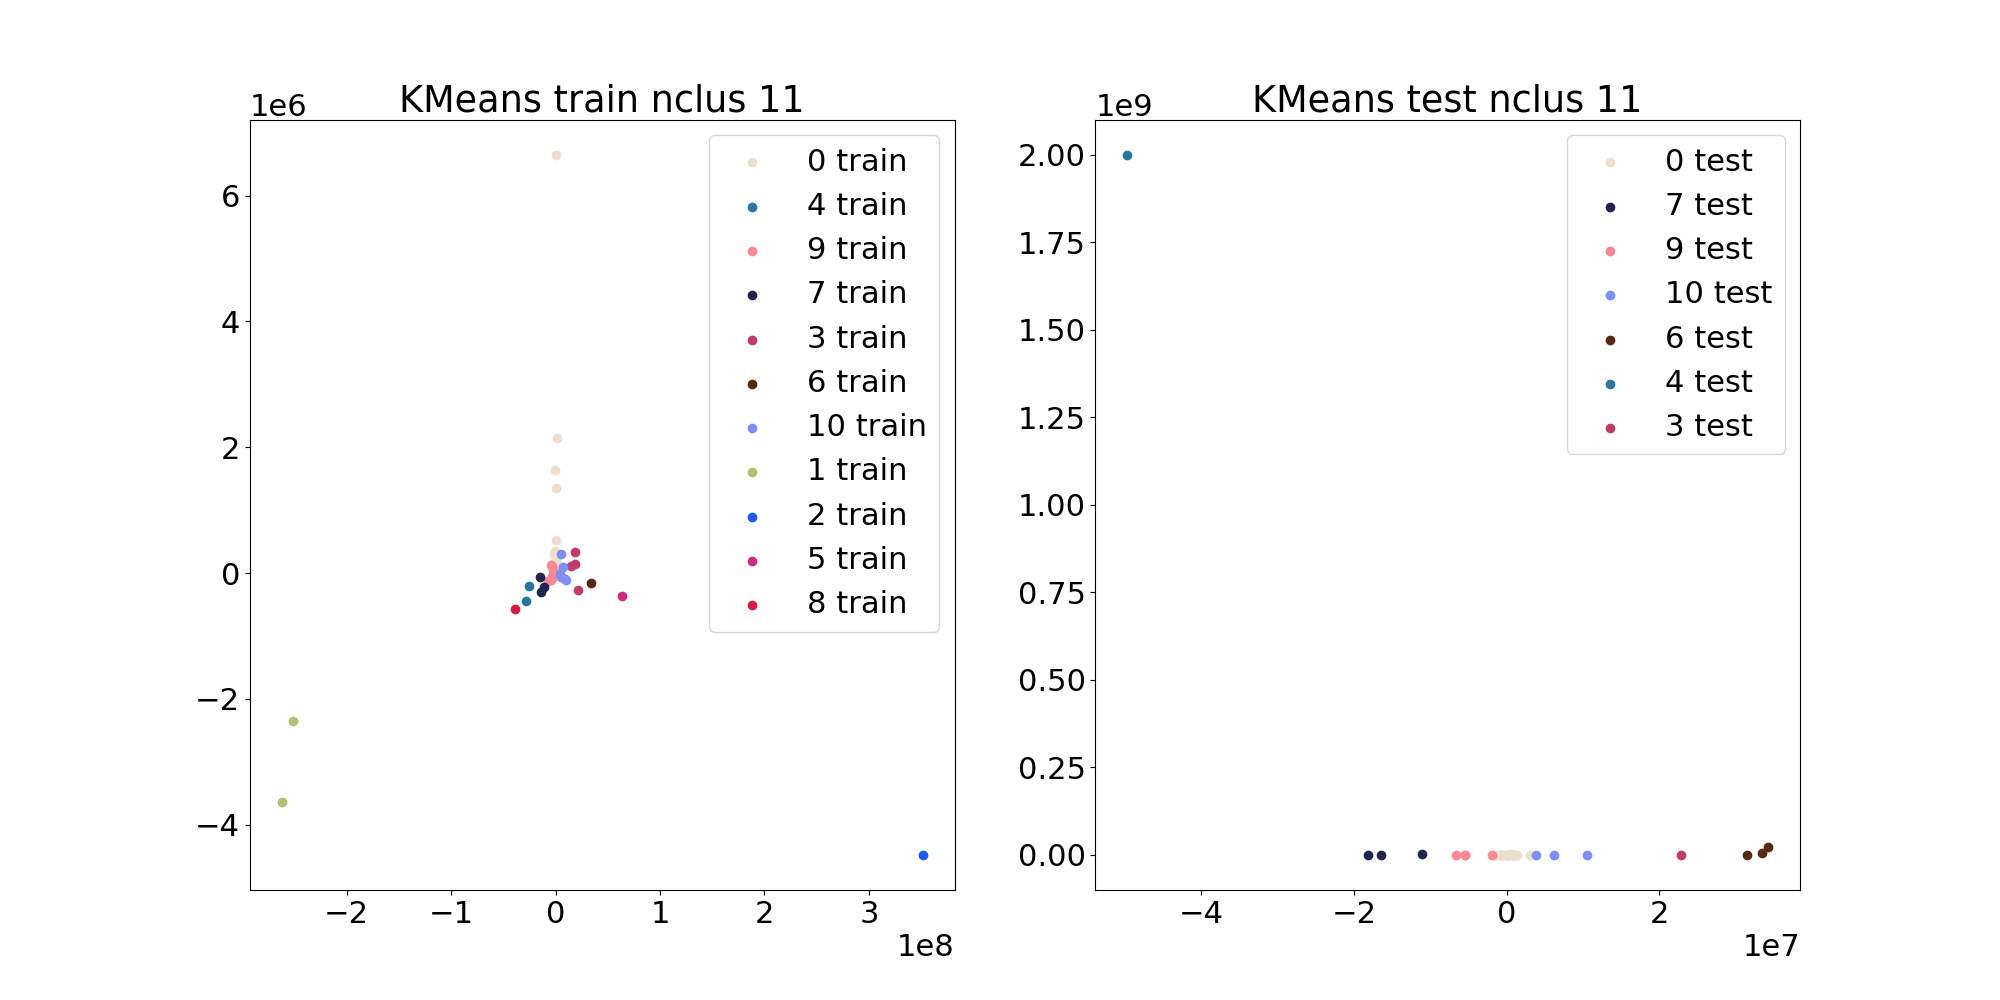 KMeans train nclus 11
1e6
6
4
2
0
−2
−4
−2
−1
0
1
2
3
1e8
0 train
4 train
9 train
7 train
3 train
6 train
10 train
1 train
2 train
5 train
8 train
KMeans test nclus 11
1e9
2.00
1.75
1.50
1.25
1.00
0.75
0.50
0.25
0.00
−4
−2
0
2
1e7
0 test
7 test
9 test
10 test
6 test
4 test
3 test